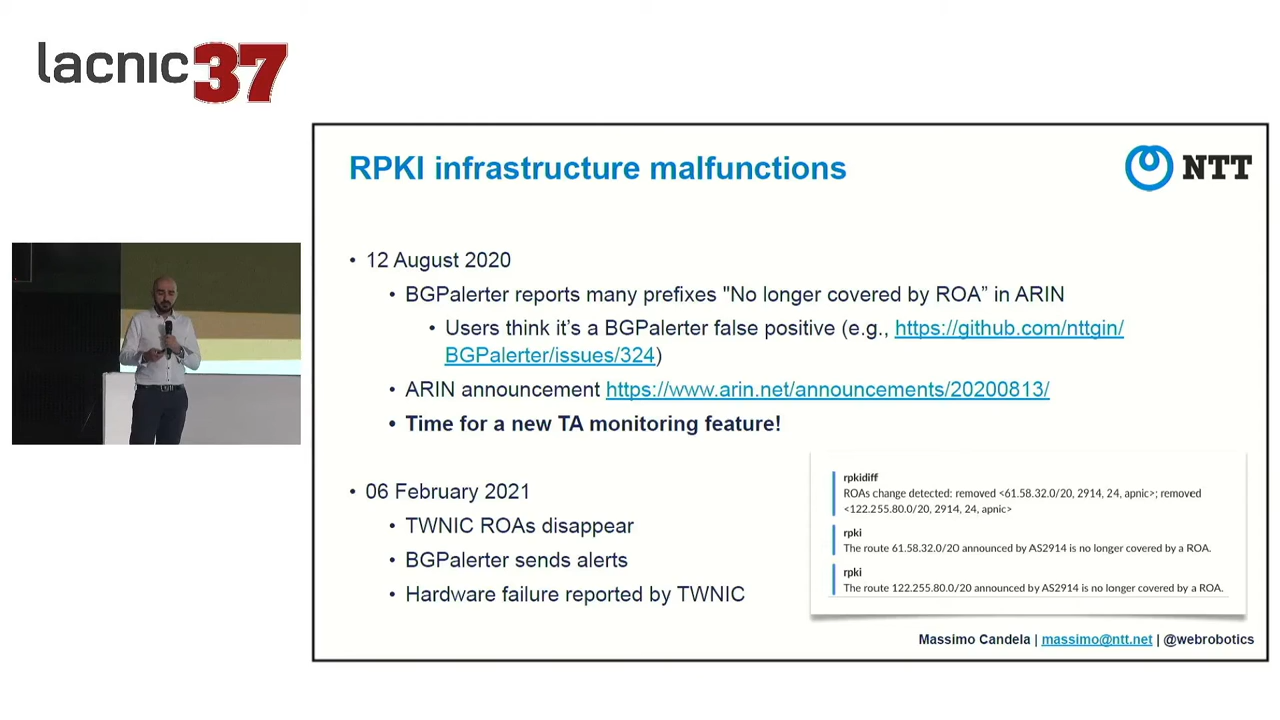 lacnic37
RPKI infrastructure malfunctions
NTT
• 12 August 2020
• BGPalerter reports many prefixes "No longer covered by ROA” in ARIN
• Users think it’s a BGPalerter false positive (e.g., https://github.com/nttgin/
BGPalerter/issues/324)
• ARIN announcement https://www.arin.net/announcements/20200813/
• Time for a new TA monitoring feature!
• 06 February 2021
• TWNIC ROAs disappear
• BGPalerter sends alerts
• Hardware failure reported by TWNIC
rpkidiff
ROAs change detected: removed <61.58.32.0/20, 2914, 24, apnic>; removed
<122.255.80.0/20, 2914, 24, apnic>
rpki
The route 61.58.32.0/20 announced by AS2914 is no longer covered by a ROA.
rpki
The route 122.255.80.0/20 announced by AS2914 is no longer covered by a ROA.
Massimo Candela | massimo@ntt.net | @webrobotics